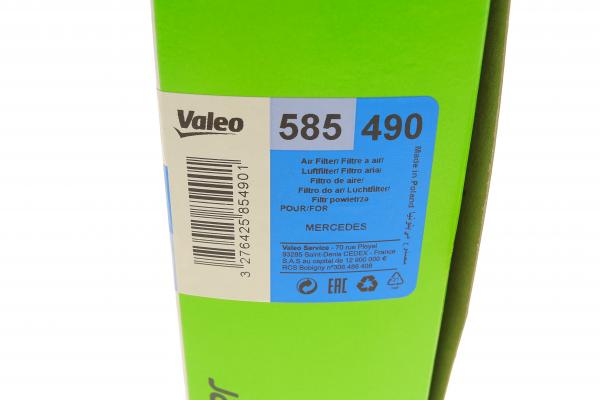 Valeo
585 490
Air Filter/ Filtre a air/
Luftfilter/ Filtro aria/
Filtro de aire/
Filtro do ar/ Luchtfilter/
Filtr powietrza
POUR/FOR
MERCEDES
Valeo Service - 70 rue Pleyel
93285 Saint-Denis CEDEX - France
S.A.S au capital de 12 900 000 €
RCS Bobigny n°306 486 408
EAC
3 276425 854901
Made in Poland